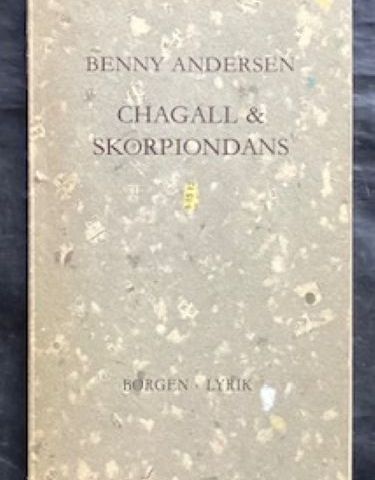 BENNY ANDERSEN
CHAGALL &
SKORPIONDANS
BORGEN · LYRIK